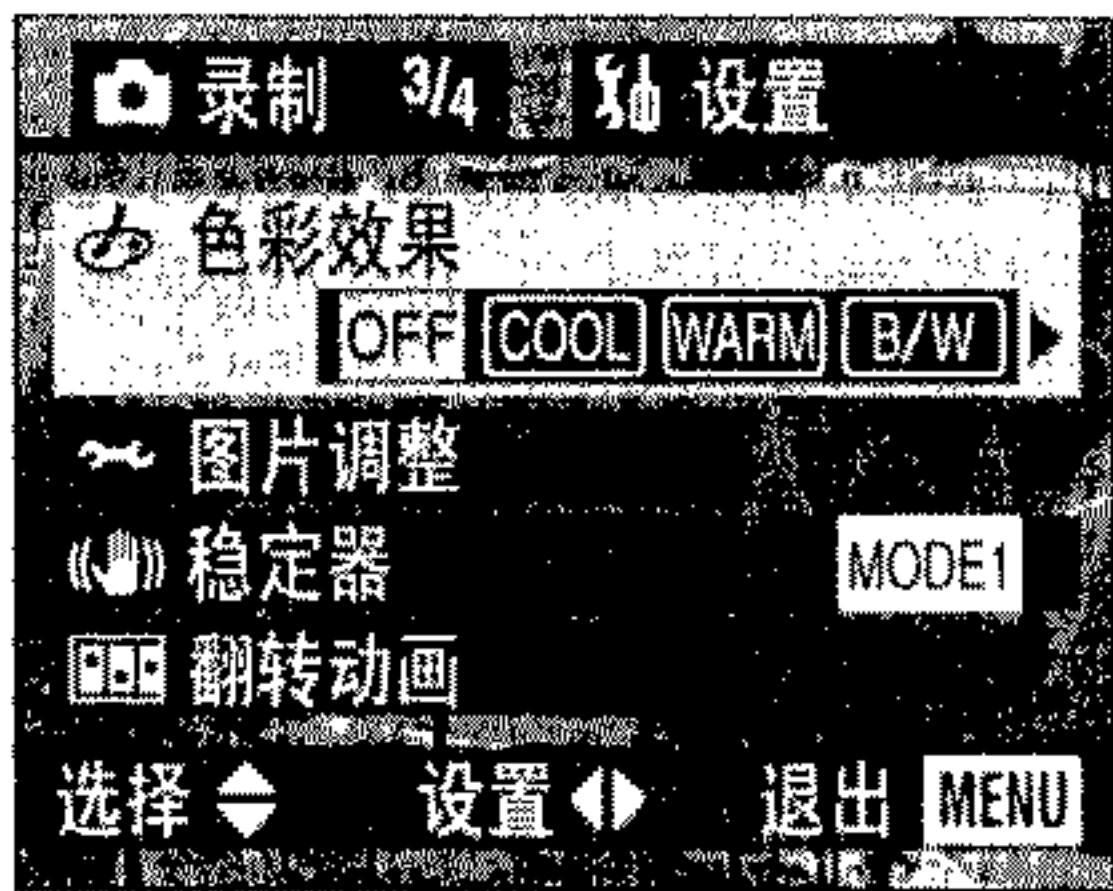 录制 3/4 设置
色彩效果
OFF COOL WARM B/W
图片调整
稳定器 MODE1
翻转动画
选择 设置 退出 MENU